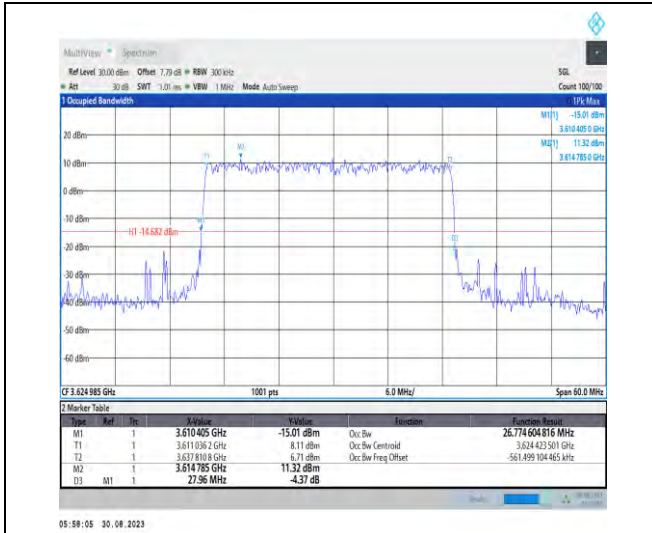 MultiView Spectrum
Ref Level 30.00 dBm Offset 7.79 dB RBW 300 kHz SGL
Att 30 dB SWT 1.01 ms VBW 1 MHz Mode Auto Sweep Count 100/100
1 Occupied Bandwidth 1Pk Max
M1[1] -15.01 dBm
3.610 405 0 GHz
M2[1] 11.32 dBm
3.614 785 0 GHz
20 dBm
10 dBm
0 dBm
-10 dBm
H1 -14.682 dBm
-20 dBm
-30 dBm
-40 dBm
-50 dBm
-60 dBm
T1
M2
T2
M1
D3
CF 3.624 985 GHz 1001 pts 6.0 MHz/ Span 60.0 MHz
2 Marker Table
Type Ref Trc X-Value Y-Value Function Function Result
M1 1 3.610 405 GHz -15.01 dBm Occ Bw 26.774 604 816 MHz
T1 1 3.611 036 2 GHz 8.11 dBm Occ Bw Centroid 3.624 423 501 GHz
T2 1 3.637 810 8 GHz 6.71 dBm Occ Bw Freq Offset -561.499 104 465 kHz
M2 1 3.614 785 GHz 11.32 dBm
D3 M1 1 27.96 MHz -4.37 dB
05:58:05 30.08.2023